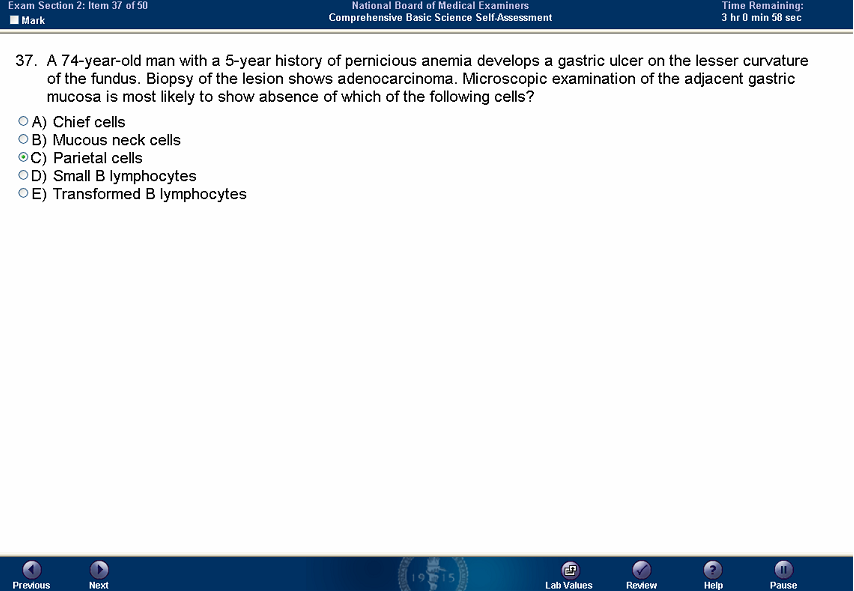 Exam Section 2: Item 37 of 50
National Board of Medical Examiners
Time Remaining:
Mark
Comprehensive Basic Science Self-Assessment
3 hr 0 min 58 sec
37. A 74-year-old man with a 5-year history of pernicious anemia develops a gastric ulcer on the lesser curvature
of the fundus. Biopsy of the lesion shows adenocarcinoma. Microscopic examination of the adjacent gastric
mucosa is most likely to show absence of which of the following cells?
A) Chief cells
B) Mucous neck cells
C) Parietal cells
D) Small B lymphocytes
E) Transformed B lymphocytes
1915
Previous
Next
Lab Values
Review
Help
Pause